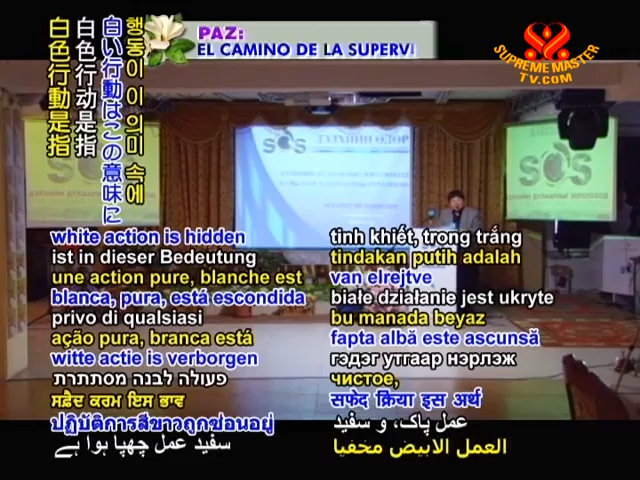 PAZ:
EL CAMINO DE LA SUPERVI
SUPREME MASTER
TV.COM
행동이 이 의미 속에
白い行動はこの意味に
白色行动是指
白色行動是指
SOS
ДЭЛХИЙН ӨДӨР
SOS
white action is hidden
ist in dieser Bedeutung
une action pure, blanche est
blanca, pura, está escondida
privo di qualsiasi
ação pura, branca está
witte actie is verborgen
פעולה לבנה מסתתרת
ਸਫ਼ੈਦ ਕਰਮ ਇਸ ਭਾਵ
ปฏิบัติการสีขาวถูกซ่อนอยู่
سفید عمل چھپا ہوا ہے
tinh khiết, trọng trắng
tindakan putih adalah
van elrejtve
białe działanie jest ukryte
bu manada beyaz
fapta albă este ascunsă
гэдэг утгаар нэрлэж
чистое,
सफेद क्रिया इस अर्थ
عمل پاک، و سفید
العمل الابيض مخفيا